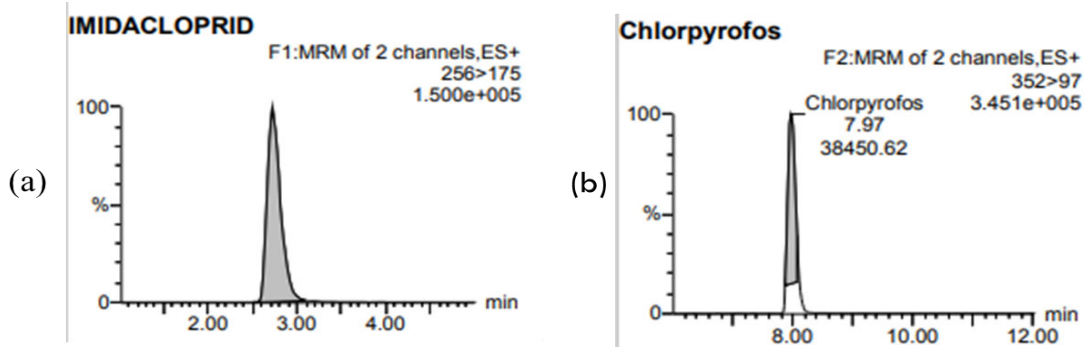 (a)
IMIDACLOPRID
F1:MRM of 2 channels,ES+
256>175
1.500e+005
100
%
0
2.00 3.00 4.00 min
(b)
Chlorpyrofos
F2:MRM of 2 channels,ES+
352>97
3.451e+005
Chlorpyrofos
7.97
38450.62
100
%
0
8.00 10.00 12.00 min